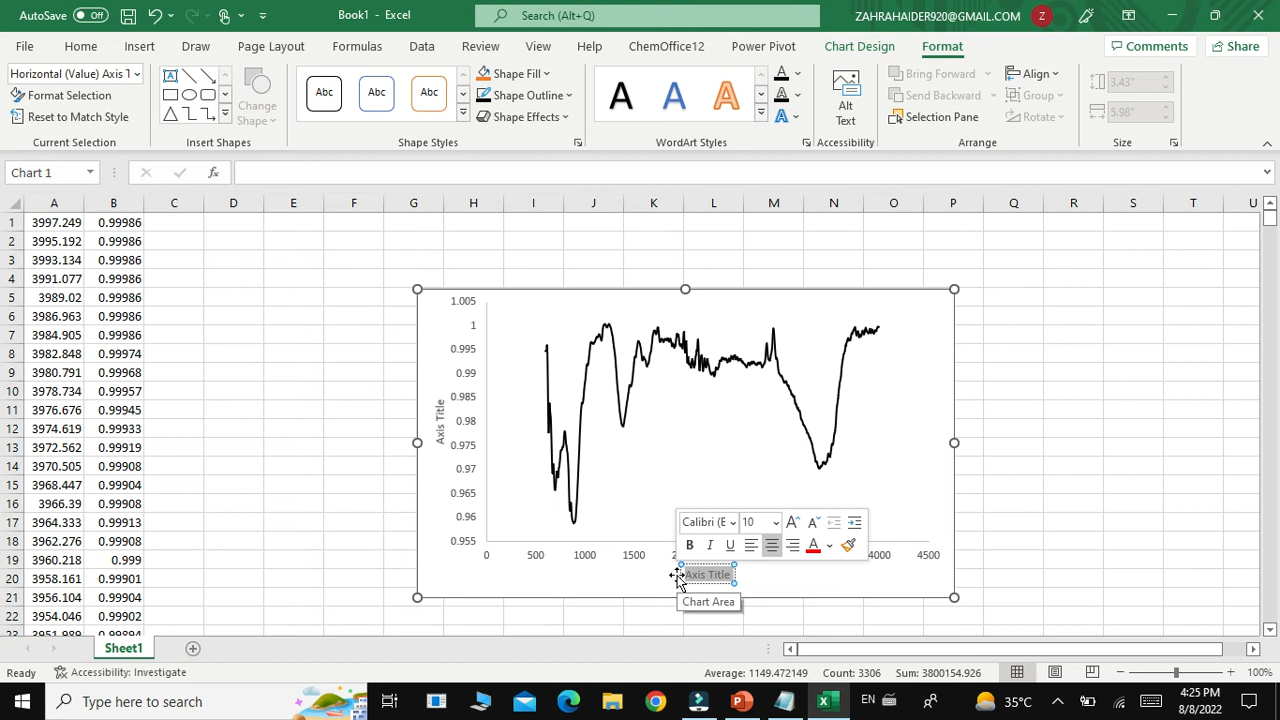 AutoSave Off Book1 - Excel Search (Alt+Q) ZAHRAHAIDER920@GMAIL.COM Z
File Home Insert Draw Page Layout Formulas Data Review View Help ChemOffice12 Power Pivot Chart Design Format Comments Share
Horizontal (Value) Axis T
Format Selection
Reset to Match Style
Change Shape
Abc Abc Abc
Shape Fill
Shape Outline
Shape Effects
A A A
A
A
A
Alt Text
Bring Forward
Send Backward
Selection Pane
Align
Group
Rotate
3.43"
5.98"
Current Selection Insert Shapes Shape Styles WordArt Styles Accessibility Arrange Size
Chart 1 fx
A B C D E F G H I J K L M N O P Q R S T U
1 3997.249 0.99986
2 3995.192 0.99986
3 3993.134 0.99986
4 3991.077 0.99986
5 3989.02 0.99986
6 3986.963 0.99986
7 3984.905 0.99986
8 3982.848 0.99974
9 3980.791 0.99968
10 3978.734 0.99957
11 3976.676 0.99945
12 3974.619 0.99933
13 3972.562 0.99919
14 3970.505 0.99908
15 3968.447 0.99904
16 3966.39 0.99908
17 3964.333 0.99913
18 3962.276 0.99908
19 3960.218 0.999
20 3958.161 0.99901
21 3956.104 0.99904
22 3954.046 0.99902
23 3951.989 0.99894
1.005
1
0.995
0.99
0.985
0.98
0.975
0.97
0.965
0.96
0.955
Axis Title
0 500 1000 1500 2 4000 4500
Calibri (E 10 A A
B I U A
Axis Title
Chart Area
Sheet1
Ready Accessibility: Investigate Average: 1149.472149 Count: 3306 Sum: 3800154.926 100%
Type here to search 35°C EN 4:25 PM
8/8/2022